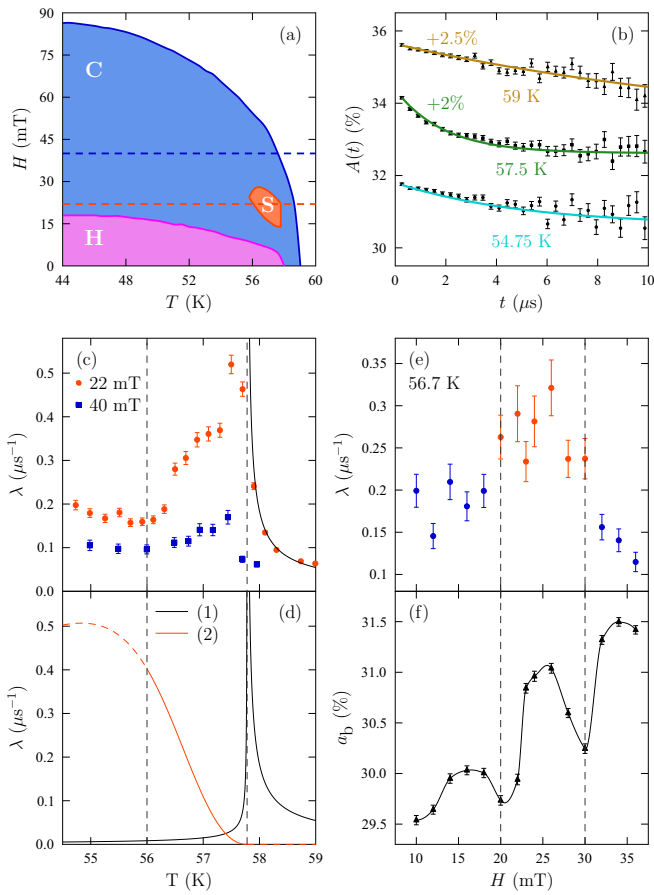 90
75
60
45
30
15
0
H (mT)
(a)
C
S
H
44
48
52
56
60
T (K)
36
34
32
30
A(t) (%)
(b)
+2.5%
59 K
+2%
57.5 K
54.75 K
0
2
4
6
8
10
t (μs)
0.5
0.4
0.3
0.2
0.1
0.0
λ (μs⁻¹)
(c)
22 mT
40 mT
0.5
0.4
0.3
0.2
0.1
0.0
λ (μs⁻¹)
(1)
(2)
(d)
55
56
57
58
59
T (K)
0.35
0.3
0.25
0.2
0.15
0.1
λ (μs⁻¹)
(e)
56.7 K
31.5
31.0
30.5
30.0
29.5
a_b (%)
(f)
10
15
20
25
30
35
H (mT)